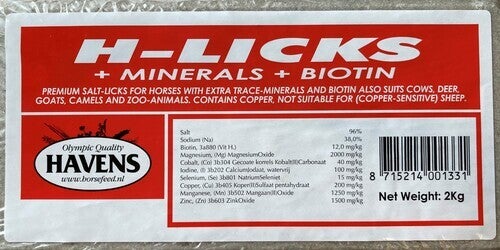 H-LICKS
+ MINERALS + BIOTIN
PREMIUM SALT-LICKS FOR HORSES WITH EXTRA TRACE-MINERALS AND BIOTIN ALSO SUITS COWS, DEER,
GOATS, CAMELS AND ZOO-ANIMALS. CONTAINS COPPER, NOT SUITABLE FOR (COPPER-SENSITIVE) SHEEP.
Olympic Quality
HAVENS
www.horsefeed.nl
Salt 96%
Sodium (Na) 38,0%
Biotin, 3a880 (Vit H.) 12,0 mg/kg
Magnesium, (Mg) MagnesiumOxide 2000 mg/kg
Cobalt, (Co) 3b304 Gecoate korrels Kobalt(II)Carbonaat 40 mg/kg
Iodine, (I) 3b202 Calciumjodaat, watervrij 100 mg/kg
Selenium, (Se) 3b801 NatriumSeleniet 15 mg/kg
Copper, (Cu) 3b405 Koper(II)Sulfaat pentahydraat 200 mg/kg
Manganese, (Mn) 3b502 Mangaan(II)Oxide 1250 mg/kg
Zinc, (Zn) 3b603 ZinkOxide 1500 mg/kg
8 715214 001331
Net Weight: 2Kg